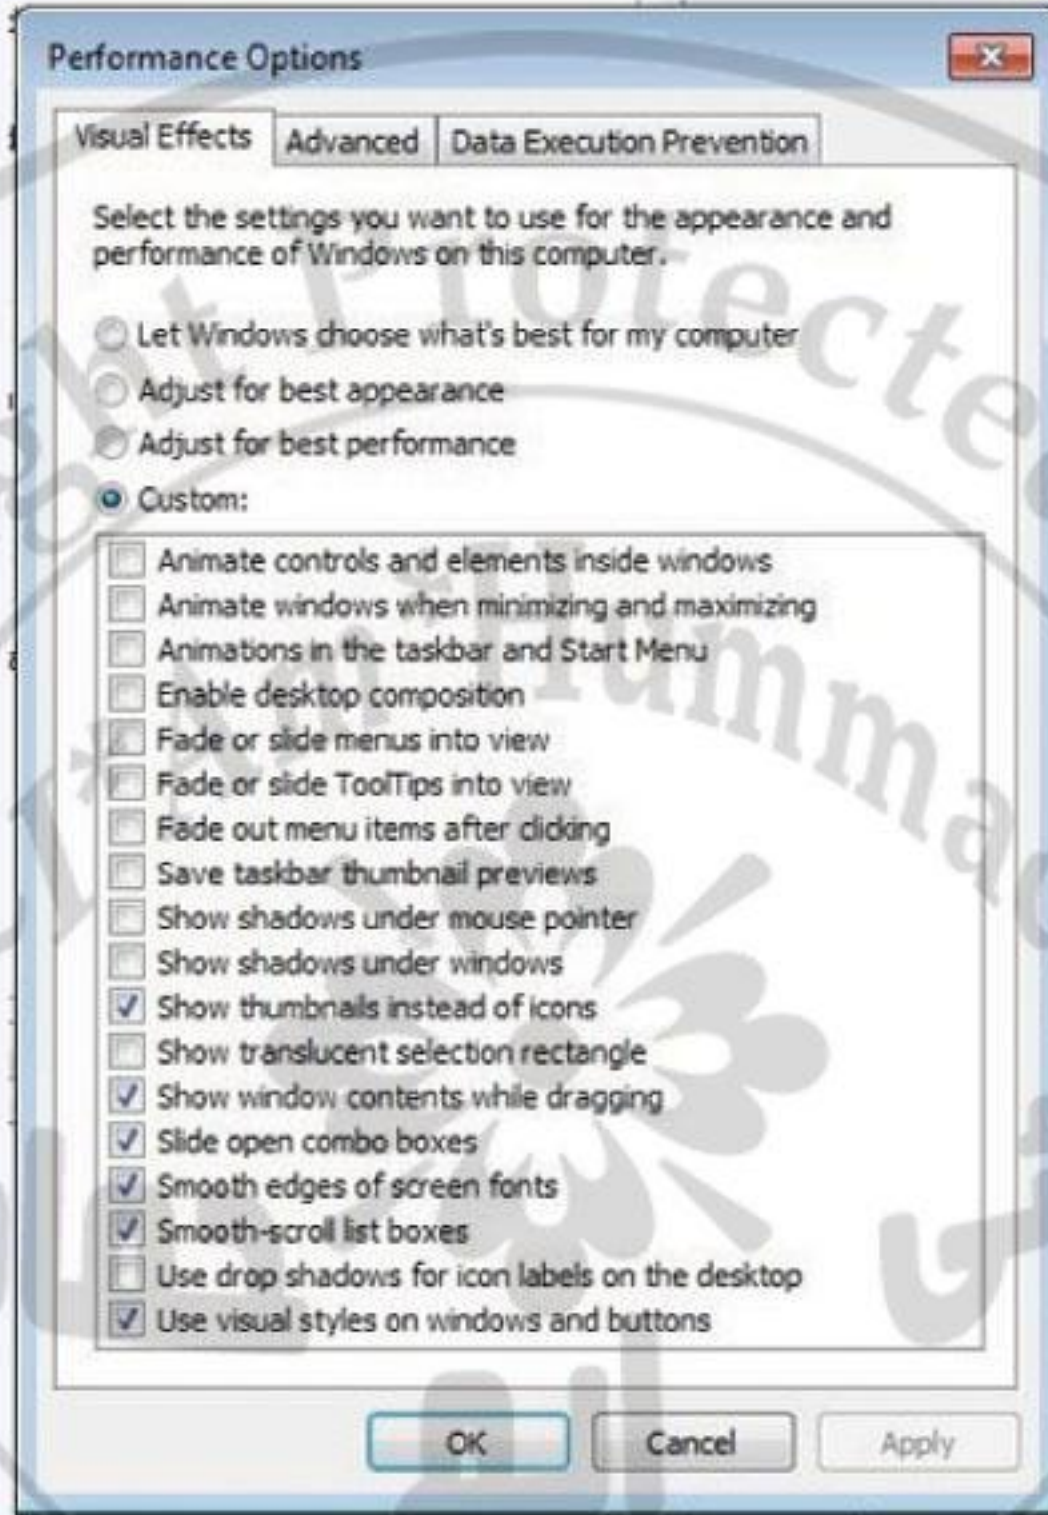 Performance Options
Visual Effects
Advanced
Data Execution Prevention
Select the settings you want to use for the appearance and
performance of Windows on this computer.
Let Windows choose what's best for my computer
Adjust for best appearance
Adjust for best performance
Custom:
Animate controls and elements inside windows
Animate windows when minimizing and maximizing
Animations in the taskbar and Start Menu
Enable desktop composition
Fade or slide menus into view
Fade or slide ToolTips into view
Fade out menu items after clicking
Save taskbar thumbnail previews
Show shadows under mouse pointer
Show shadows under windows
Show thumbnails instead of icons
Show translucent selection rectangle
Show window contents while dragging
Slide open combo boxes
Smooth edges of screen fonts
Smooth-scroll list boxes
Use drop shadows for icon labels on the desktop
Use visual styles on windows and buttons
OK
Cancel
Apply